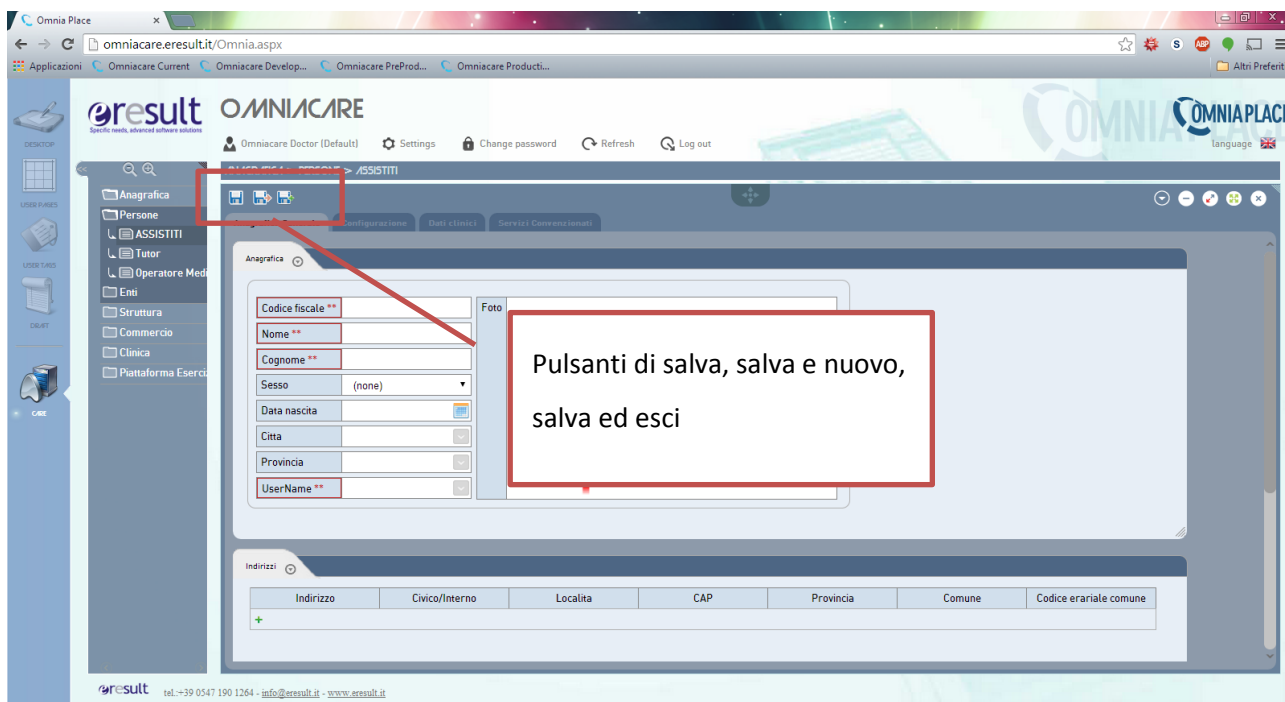 Omnia Place
omniacare.eresult.it/Omnia.aspx
Applicazioni Omniacare Current Omniacare Develop... Omniacare PreProd... Omniacare Producti... Altri Preferit
eresult
Specific needs, advanced software solutions
OMNIACARE
OMNIA PLACE
Omniacare Doctor (Default) Settings Change password Refresh Log out
language
DESKTOP
USER PAGES
USER TABS
DRAFT
CARE
> ASSISTITI
Anagrafica
Persone
ASSISTITI
Tutor
Operatore Medi
Enti
Struttura
Commercio
Clinica
Piattaforma Eserci
Configurazione Dati clinici Servizi Convenzionati
Anagrafica
Codice fiscale **
Nome **
Cognome **
Sesso (none)
Data nascita
Citta
Provincia
UserName **
Foto
Pulsanti di salva, salva e nuovo,
salva ed esci
Indirizzi
Indirizzo Civico/Interno Localita CAP Provincia Comune Codice erariale comune
+
eresult tel.:+39 0547 190 1264 - info@eresult.it - www.eresult.it